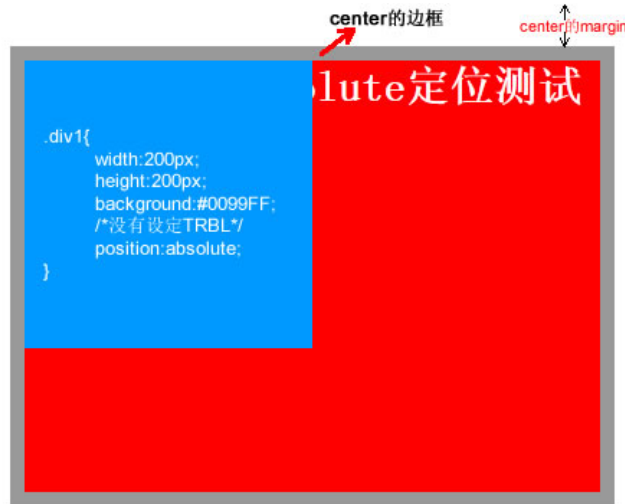 center的边框
center的margin
olute定位测试
.div1{
width:200px;
height:200px;
background:#0099FF;
/*没有设定TRBL*/
position:absolute;
}